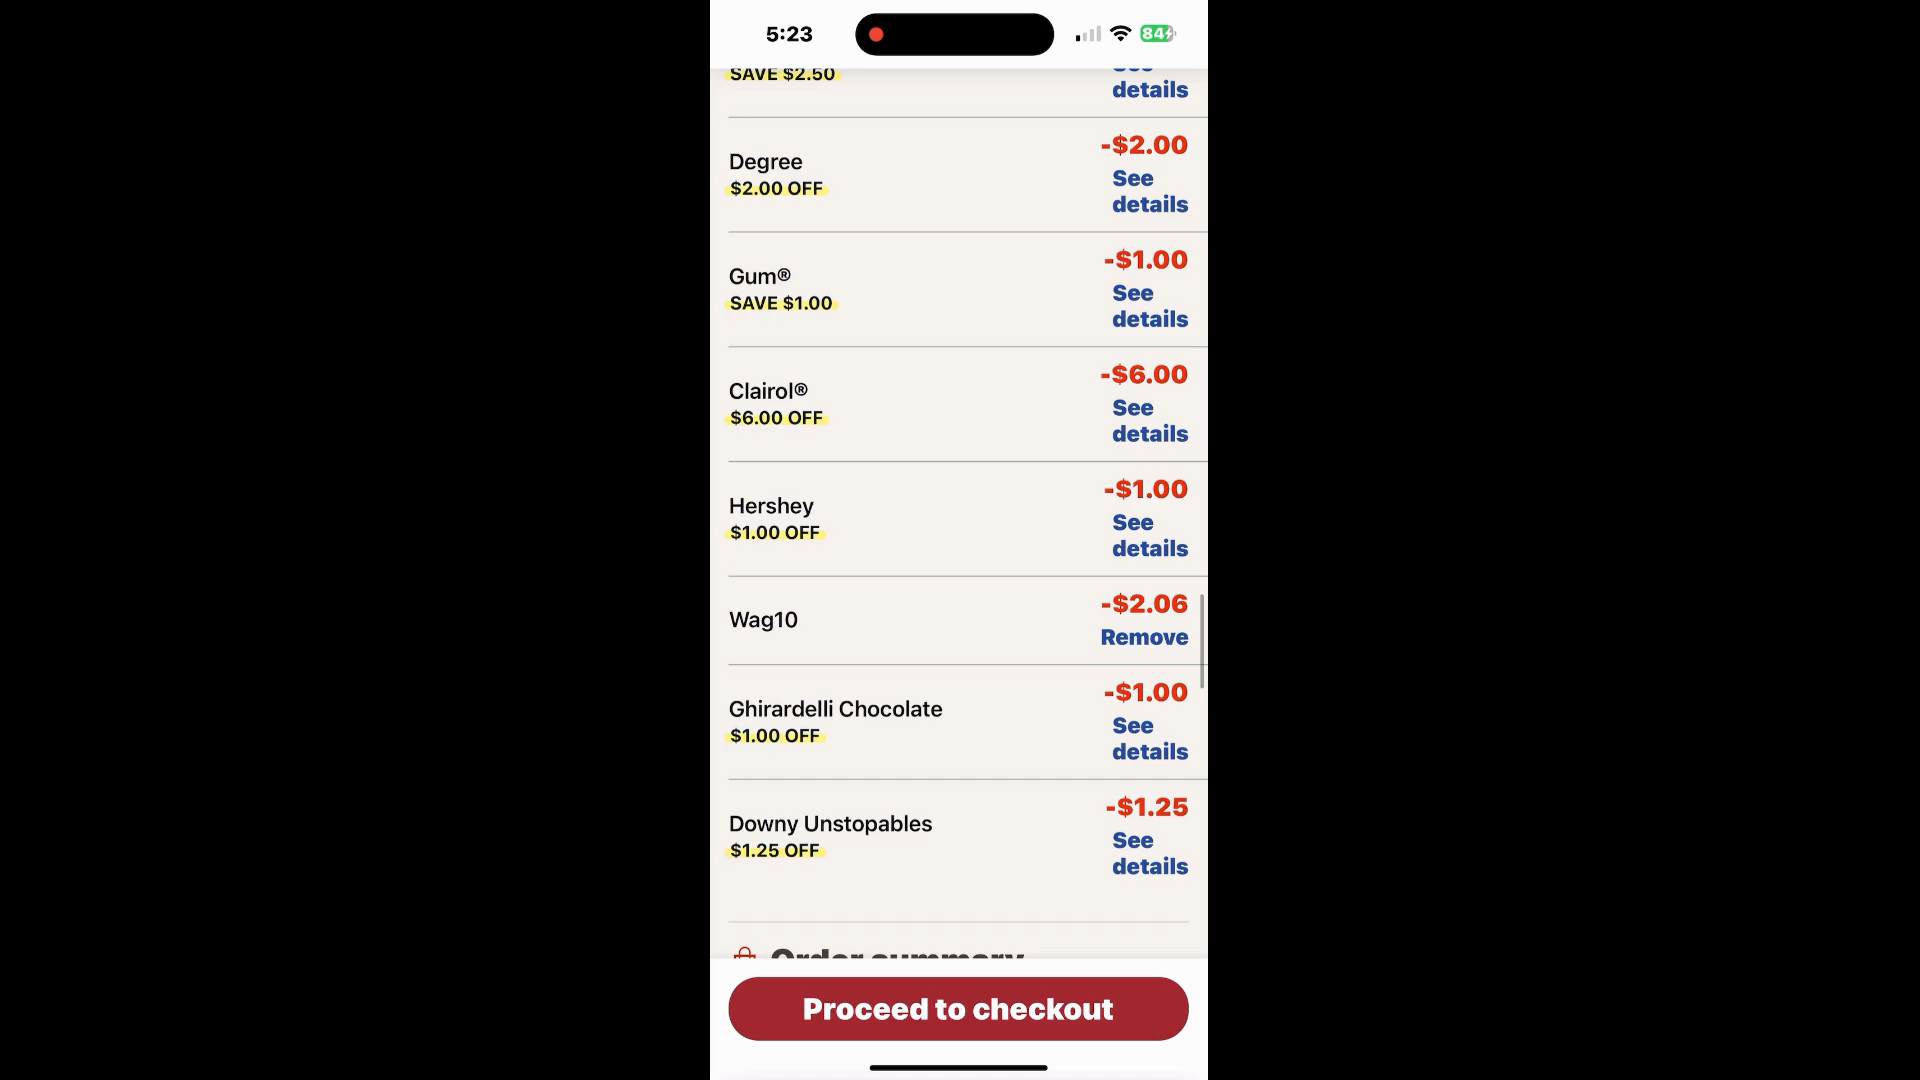 5:23
84
SAVE $2.50
See
details
Degree
$2.00 OFF
-$2.00
See
details
Gum®
SAVE $1.00
-$1.00
See
details
Clairol®
$6.00 OFF
-$6.00
See
details
Hershey
$1.00 OFF
-$1.00
See
details
Wag10
-$2.06
Remove
Ghirardelli Chocolate
$1.00 OFF
-$1.00
See
details
Downy Unstopables
$1.25 OFF
-$1.25
See
details
Order summary
Proceed to checkout